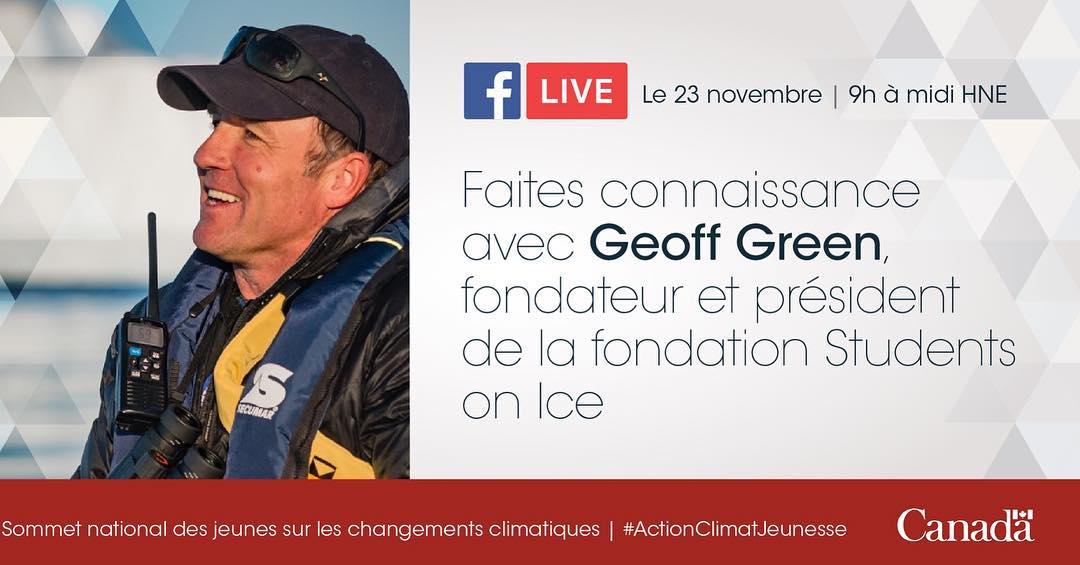 f LIVE Le 23 novembre | 9h à midi HNE
Faites connaissance
avec Geoff Green,
fondateur et président
de la fondation Students
on Ice
S
SECUMAR
Sommet national des jeunes sur les changements climatiques | #ActionClimatJeunesse
Canada